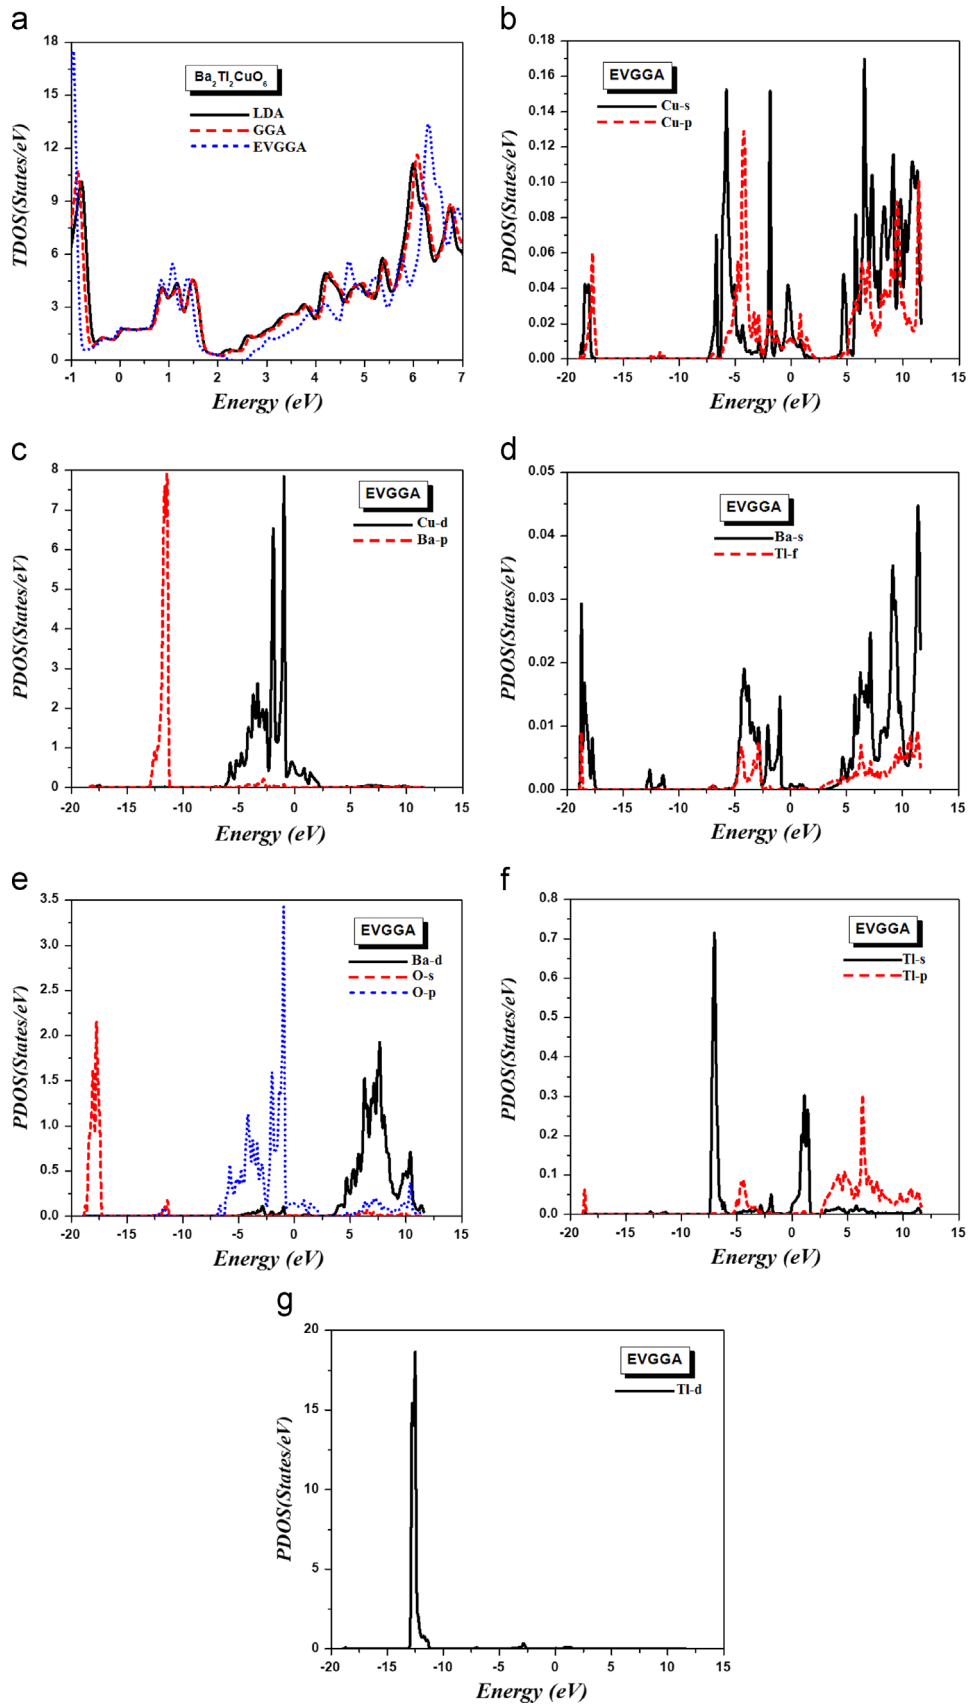 a
TDOS(States/eV)
18
15
12
9
6
3
0
Ba2Tl2CuO6
LDA
GGA
EVGGA
-1 0 1 2 3 4 5 6 7
Energy (eV)
b
PDOS(States/eV)
0.18
0.16
0.14
0.12
0.10
0.08
0.06
0.04
0.02
0.00
EVGGA
Cu-s
Cu-p
-20 -15 -10 -5 0 5 10 15
Energy (eV)
c
PDOS(States/eV)
8
7
6
5
4
3
2
1
0
EVGGA
Cu-d
Ba-p
-20 -15 -10 -5 0 5 10 15
Energy (eV)
d
PDOS(States/eV)
0.05
0.04
0.03
0.02
0.01
0.00
EVGGA
Ba-s
Tl-f
-20 -15 -10 -5 0 5 10 15
Energy (eV)
e
PDOS(States/eV)
3.5
3.0
2.5
2.0
1.5
1.0
0.5
0.0
EVGGA
Ba-d
O-s
O-p
-20 -15 -10 -5 0 5 10 15
Energy (eV)
f
PDOS(States/eV)
0.8
0.7
0.6
0.5
0.4
0.3
0.2
0.1
0.0
EVGGA
Tl-s
Tl-p
-20 -15 -10 -5 0 5 10 15
Energy (eV)
g
PDOS(States/eV)
20
15
10
5
0
EVGGA
Tl-d
-20 -15 -10 -5 0 5 10 15
Energy (eV)